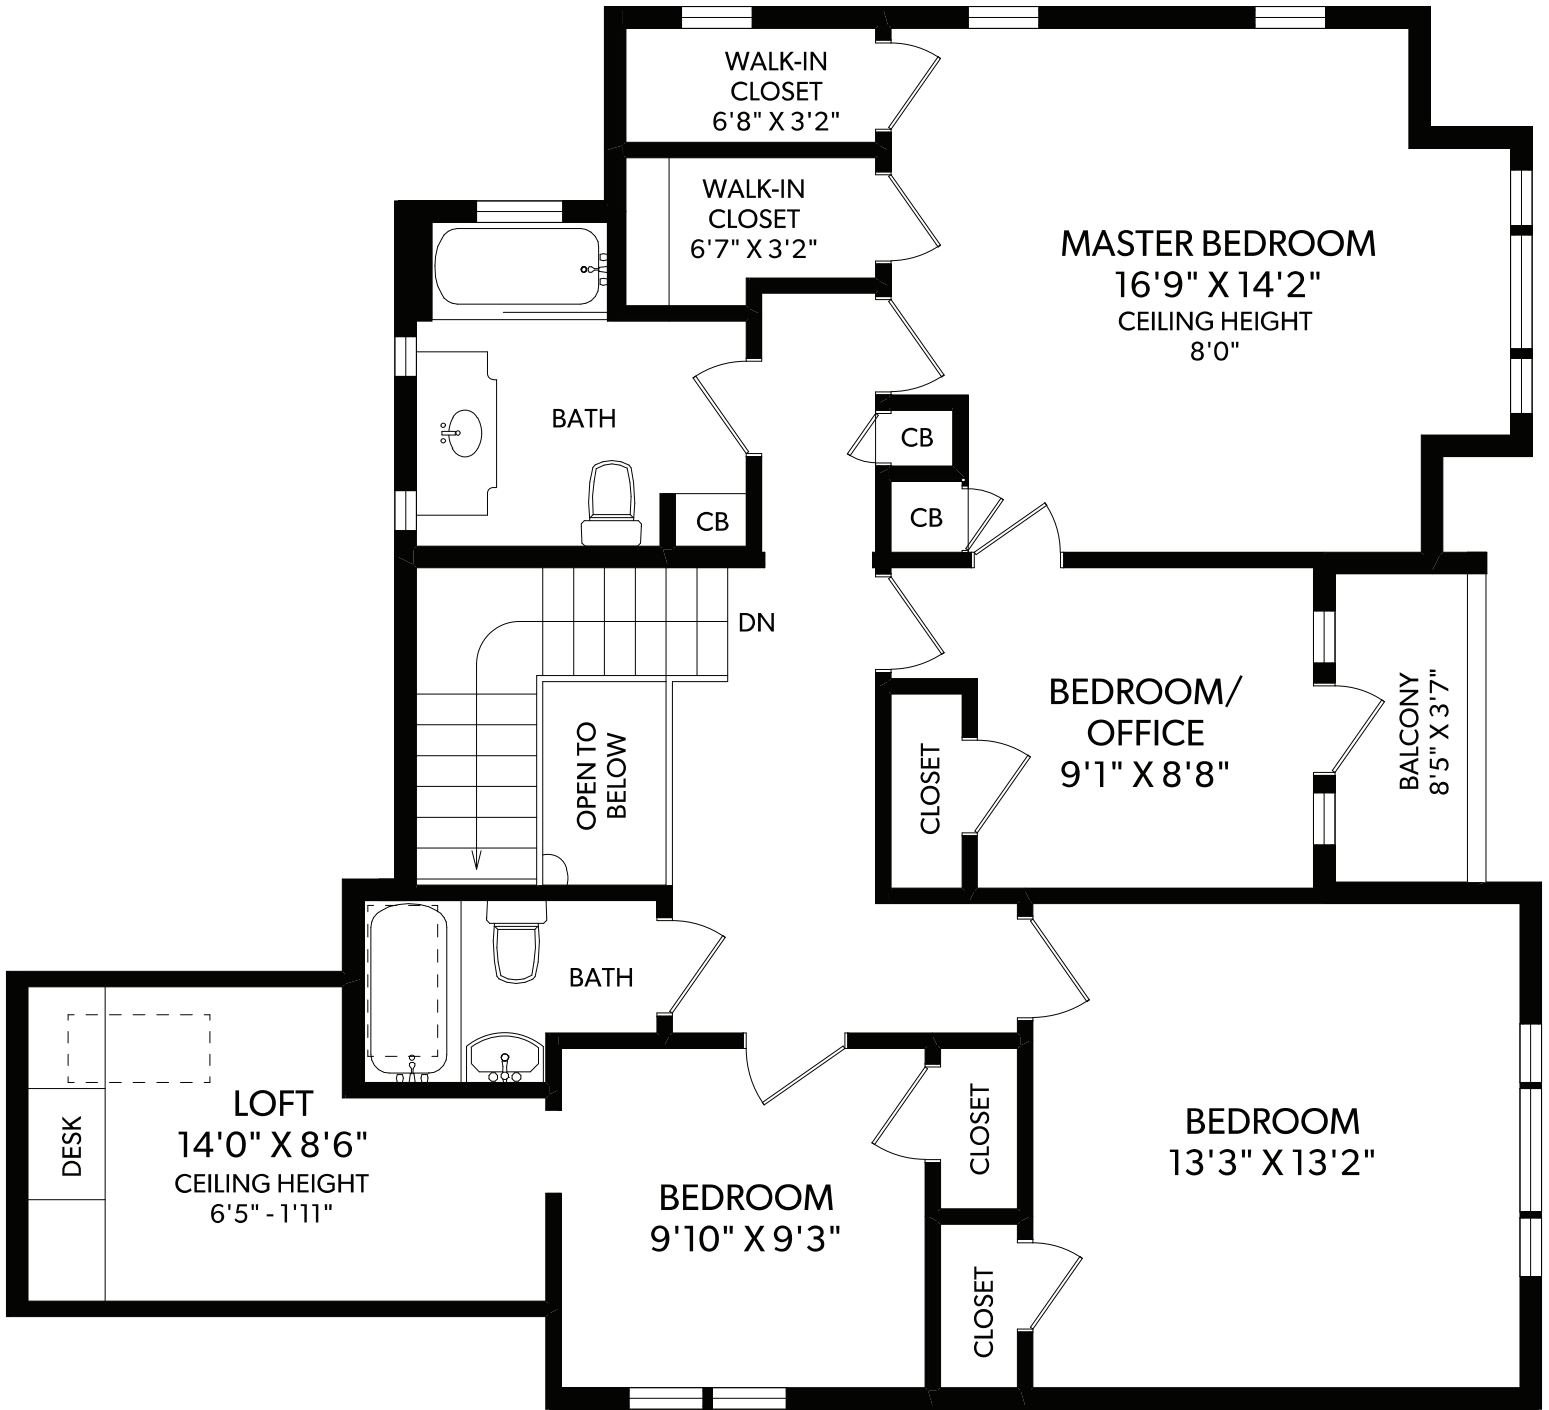 WALK-IN
CLOSET
6'8" X 3'2"
WALK-IN
CLOSET
6'7" X 3'2"
MASTER BEDROOM
16'9" X 14'2"
CEILING HEIGHT
8'0"
BATH
CB
CB
CB
DN
OPEN TO
BELOW
BEDROOM/
OFFICE
9'1" X 8'8"
CLOSET
BALCONY
8'5" X 3'7"
BATH
LOFT
14'0" X 8'6"
CEILING HEIGHT
6'5" - 1'11"
DESK
BEDROOM
9'10" X 9'3"
CLOSET
CLOSET
BEDROOM
13'3" X 13'2"